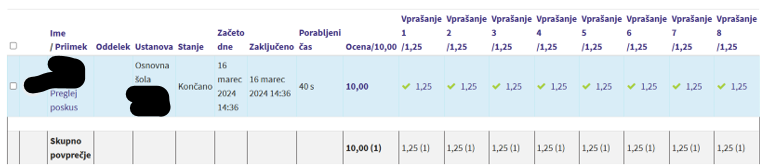 Ime / Priimek Oddelek Ustanova Stanje Začeto dne Zaključeno Porabljeni čas Ocena/10,00 Vprašanje 1 /1,25 Vprašanje 2 /1,25 Vprašanje 3 /1,25 Vprašanje 4 /1,25 Vprašanje 5 /1,25 Vprašanje 6 /1,25 Vprašanje 7 /1,25 Vprašanje 8 /1,25
Preglej poskus Osnovna šola Končano 16 marec 2024 14:36 16 marec 2024 14:36 40 s 10,00 1,25 1,25 1,25 1,25 1,25 1,25 1,25 1,25
Skupno povprečje 10,00 (1) 1,25 (1) 1,25 (1) 1,25 (1) 1,25 (1) 1,25 (1) 1,25 (1) 1,25 (1) 1,25 (1)